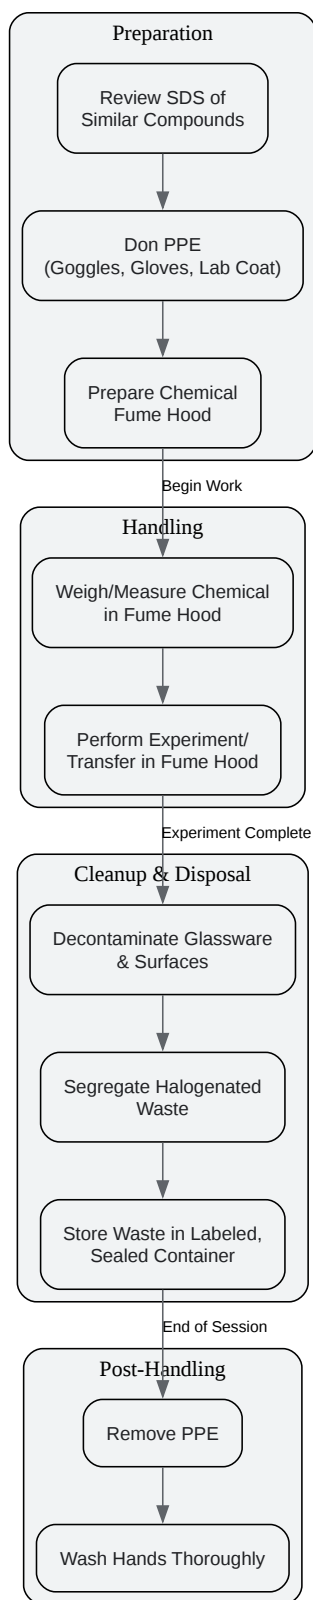 Preparation
Review SDS of
Similar Compounds
Don PPE
(Goggles, Gloves, Lab Coat)
Prepare Chemical
Fume Hood
Begin Work
Handling
Weigh/Measure Chemical
in Fume Hood
Perform Experiment/
Transfer in Fume Hood
Experiment Complete
Cleanup & Disposal
Decontaminate Glassware
& Surfaces
Segregate Halogenated
Waste
Store Waste in Labeled,
Sealed Container
End of Session
Post-Handling
Remove PPE
Wash Hands Thoroughly